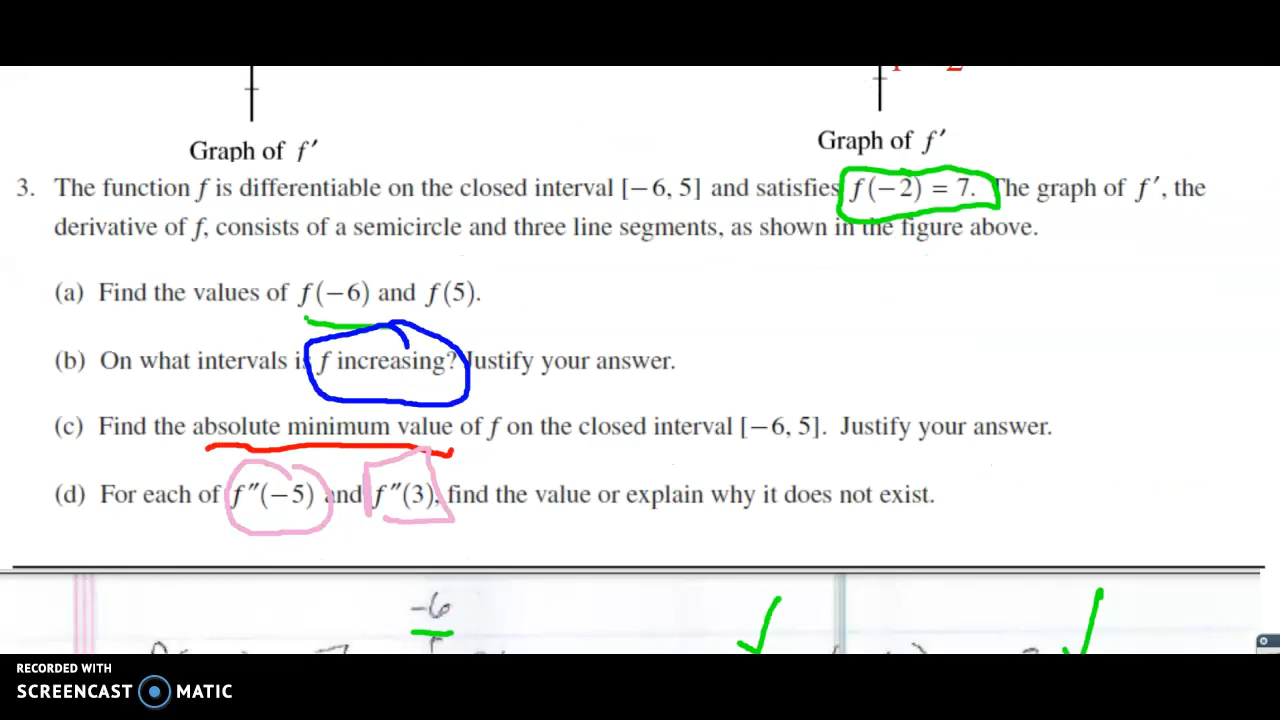 Graph of f′
Graph of f′
3. The function f is differentiable on the closed interval [−6, 5] and satisfies f(−2) = 7. The graph of f′, the
derivative of f, consists of a semicircle and three line segments, as shown in the figure above.
(a) Find the values of f(−6) and f(5).
(b) On what intervals is f increasing? Justify your answer.
(c) Find the absolute minimum value of f on the closed interval [−6, 5]. Justify your answer.
(d) For each of f″(−5) and f″(3), find the value or explain why it does not exist.
-6
RECORDED WITH
SCREENCAST MATIC